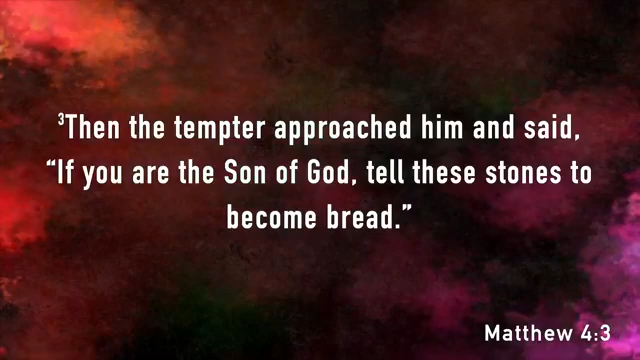 ³Then the tempter approached him and said,
“If you are the Son of God, tell these stones to
become bread.”
Matthew 4:3